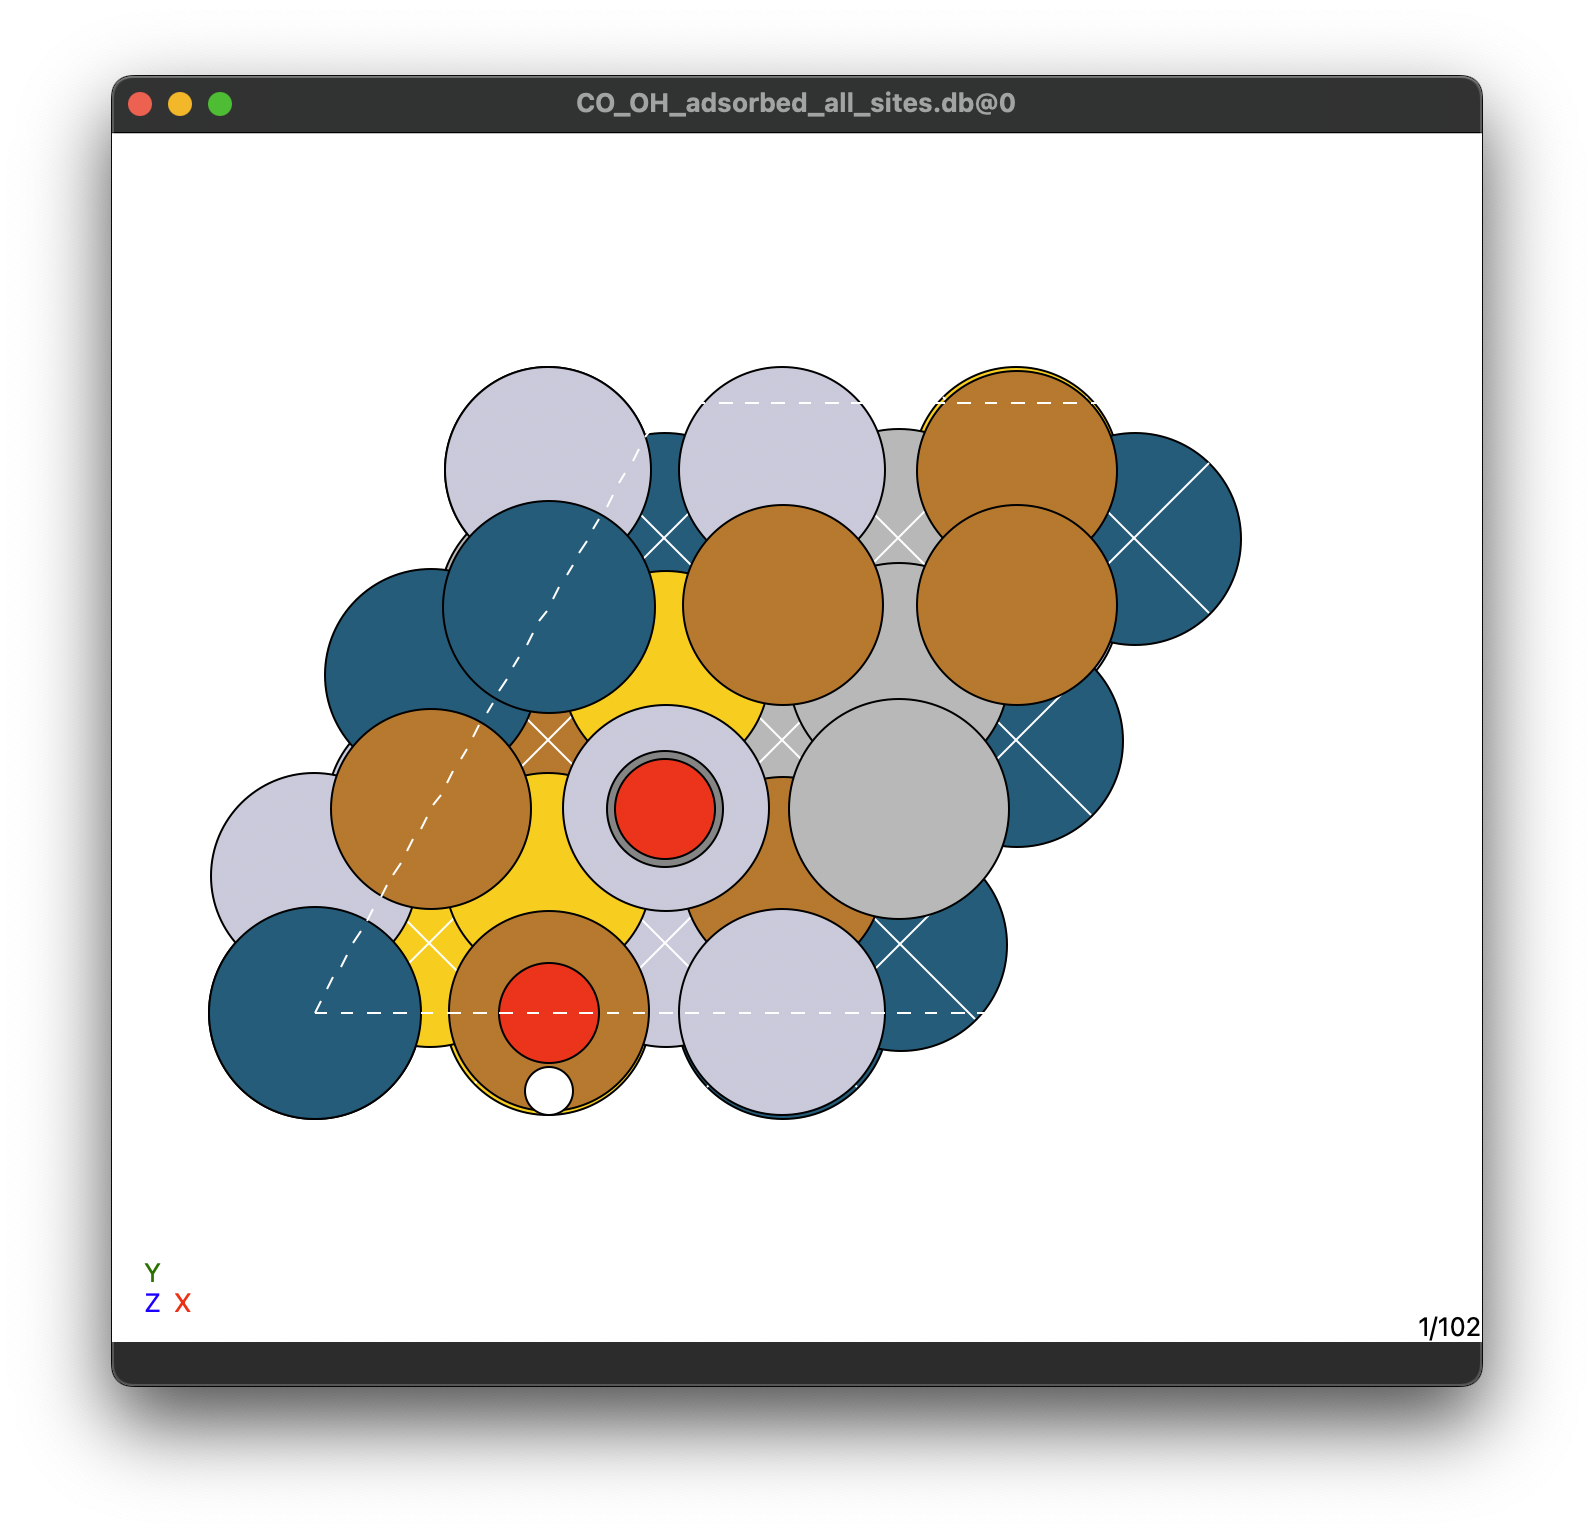 CO_OH_adsorbed_all_sites.db@0
Y
Z X
1/102